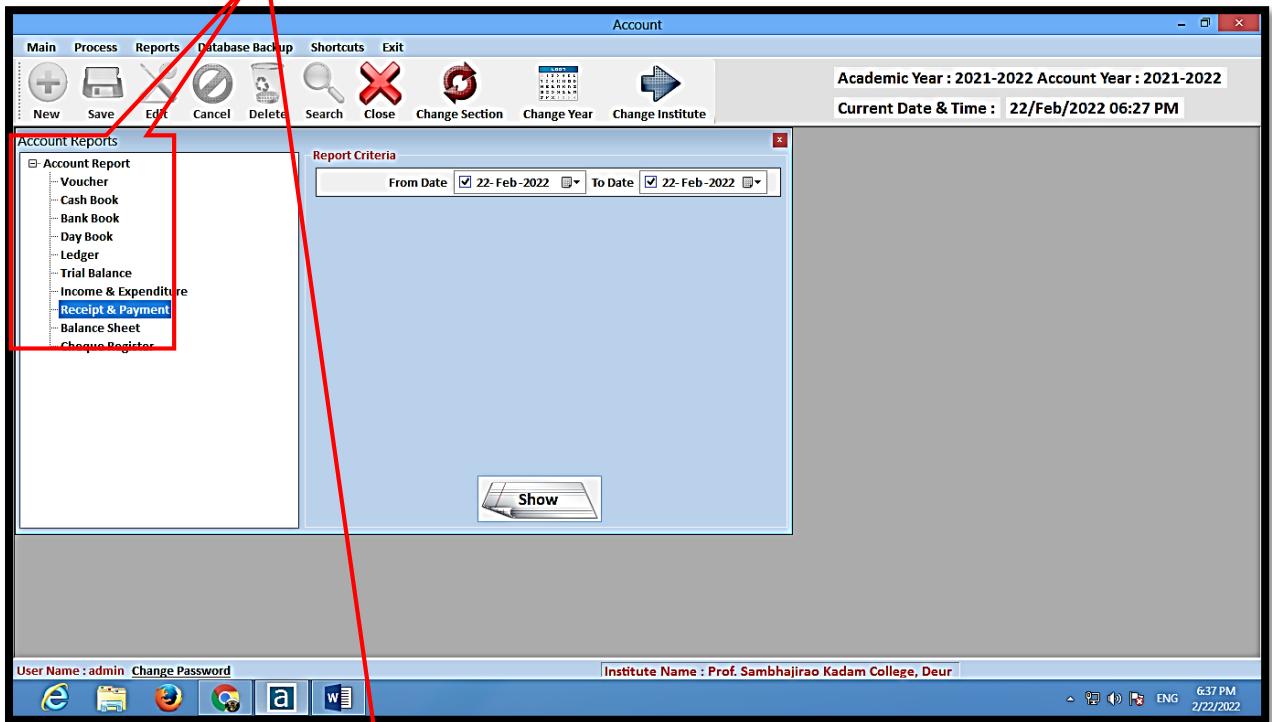 Account
Main Process Reports Database Backup Shortcuts Exit
New Save Edit Cancel Delete Search Close Change Section Change Year Change Institute
Academic Year : 2021-2022 Account Year : 2021-2022
Current Date & Time : 22/Feb/2022 06:27 PM
Account Reports
Account Report
Voucher
Cash Book
Bank Book
Day Book
Ledger
Trial Balance
Income & Expenditure
Receipt & Payment
Balance Sheet
Cheque Register
Report Criteria
From Date 22-Feb-2022 To Date 22-Feb-2022
Show
User Name : admin Change Password
Institute Name : Prof. Sambhajirao Kadam College, Deur
ENG
6:37 PM
2/22/2022